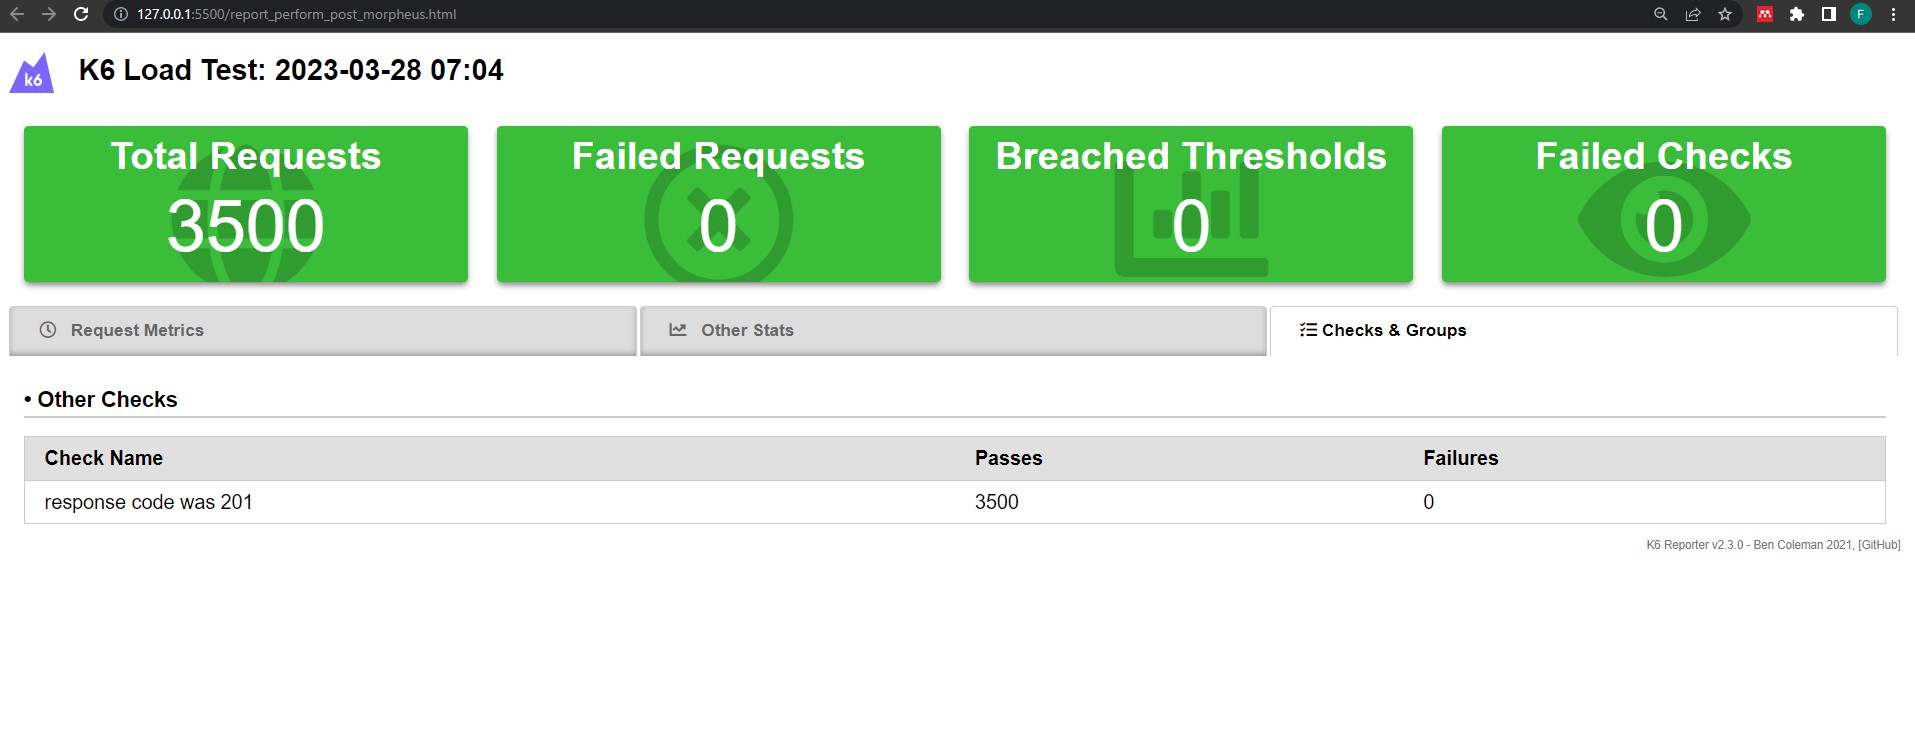 127.0.0.1:5500/report_perform_post_morpheus.html
F
k6
K6 Load Test: 2023-03-28 07:04
Total Requests
3500
Failed Requests
0
Breached Thresholds
0
Failed Checks
0
Request Metrics
Other Stats
Checks & Groups
• Other Checks
Check Name Passes Failures
response code was 201 3500 0
K6 Reporter v2.3.0 - Ben Coleman 2021, [GitHub]